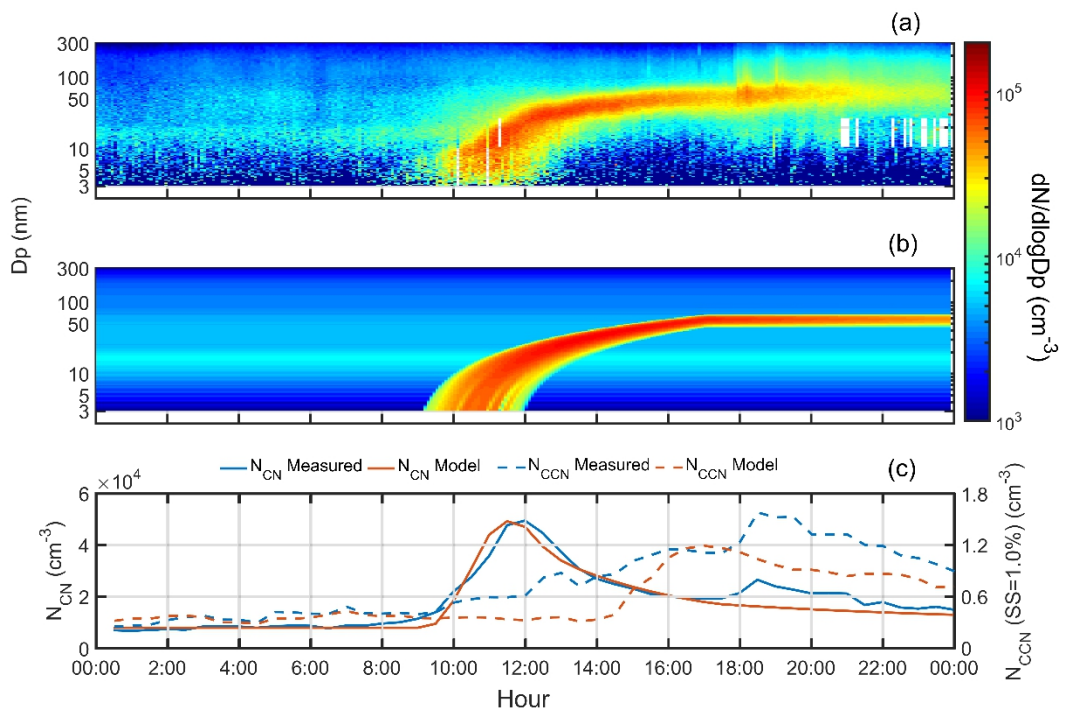 (a)
300
100
50
10
5
3
(b)
300
100
50
10
5
3
Dp (nm)
10^5
10^4
10^3
dN/dlogDp (cm^-3)
N_CN Measured N_CN Model N_CCN Measured N_CCN Model
(c)
×10^4
6
4
2
0
N_CN (cm^-3)
1.8
1.2
0.6
0
N_CCN (SS=1.0%) (cm^-3)
00:00 02:00 04:00 06:00 08:00 10:00 12:00 14:00 16:00 18:00 20:00 22:00 00:00
Hour